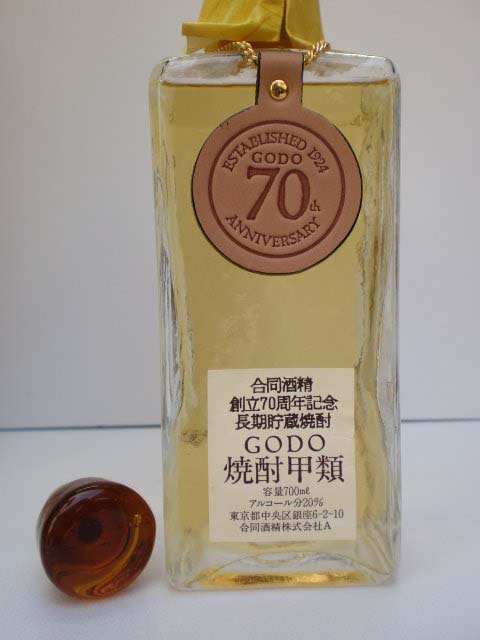 ESTABLISHED 1924
GODO
70th
ANNIVERSARY
合同酒精
創立70周年記念
長期貯蔵焼酎
GODO
焼酎甲類
容量700mℓ
アルコール分20%
東京都中央区銀座6-2-10
合同酒精株式会社A